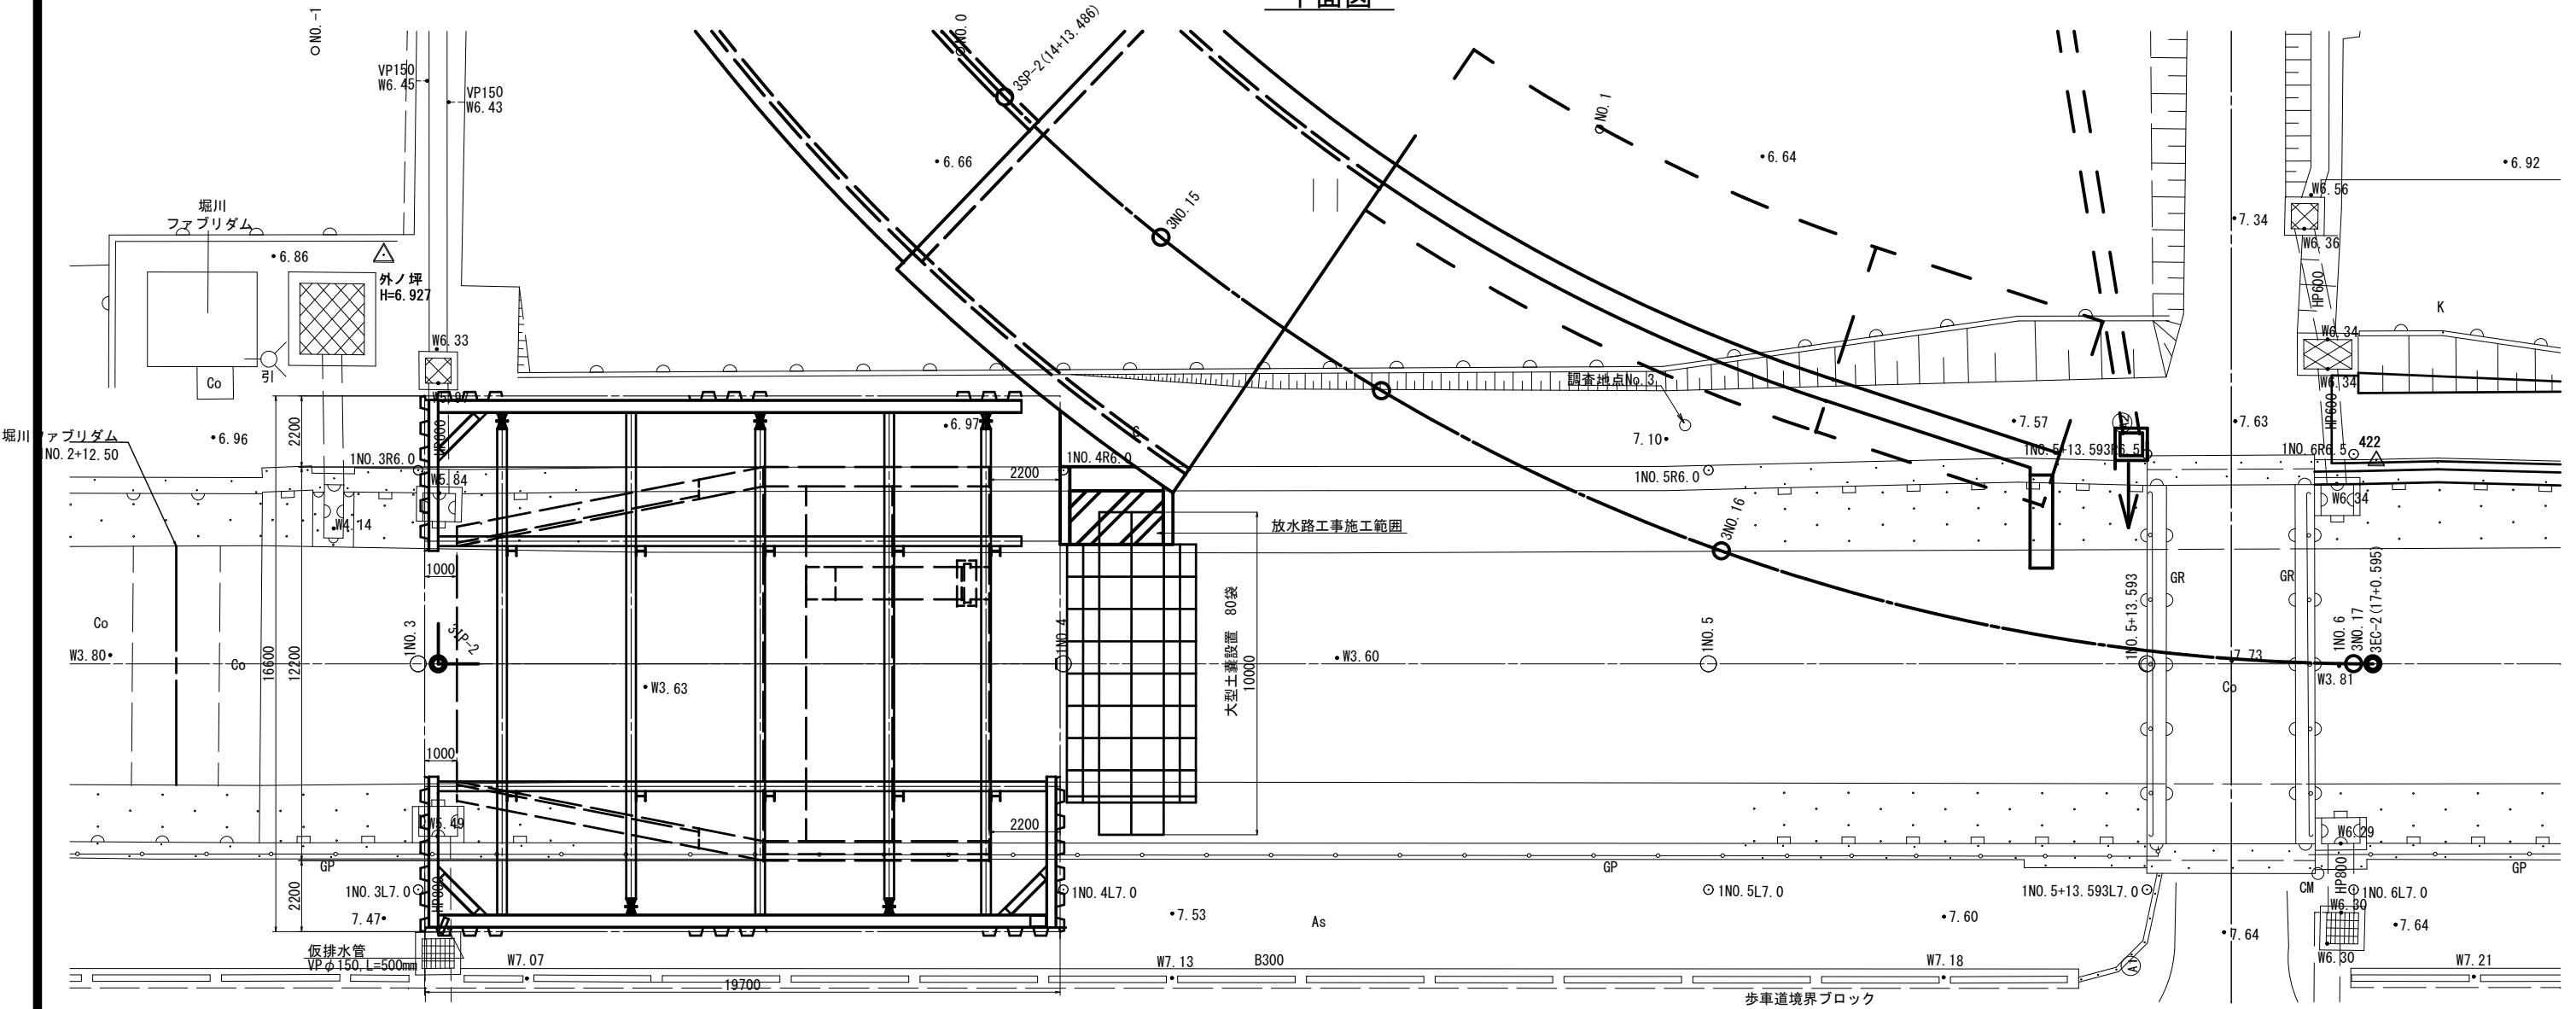 平面図
NO.-1
NO.0
3SP-2(14+13.486)
VP150
W6.45
VP150
W6.43
NO.1
6.66
6.64
6.92
W6.56
堀川
ファブリダム
3NO.15
7.34
W6.36
6.86
外ノ坪
H=6.927
HP600
K
W6.33
W6.34
引
Co
調査地点No.3
W6.34
W5.97
6.97
HP600
7.57
7.63
堀川ファブリダム
1NO.2+12.50
6.96
2200
HP600
7.10
1NO.5+13.593R6.5
1NO.6R6.5
422
1NO.3R6.0
1NO.4R6.0
W5.84
2200
1NO.5R6.0
W6.34
W4.14
放水路工事施工範囲
3NO.16
1000
大型土嚢設置 80袋
10000
1NO.5+13.593
GR
GR
3EC-2(17+0.595)
Co
16600
12200
1NO.3
3IP-2
1NO.4
1NO.5
1NO.6
3NO.17
W3.80
Co
W3.60
7.73
W3.63
W3.81
Co
1000
W5.49
2200
W6.29
GP
GP
GP
2200
1NO.3L7.0
HP800
1NO.4L7.0
1NO.5L7.0
1NO.5+13.593L7.0
CM
HP800
1NO.6L7.0
7.47
7.53
As
7.60
W6.30
7.64
7.64
仮排水管
VPφ150,L=500mm
W7.07
W7.13
B300
W7.18
A1
W6.30
W7.21
19700
歩車道境界ブロック